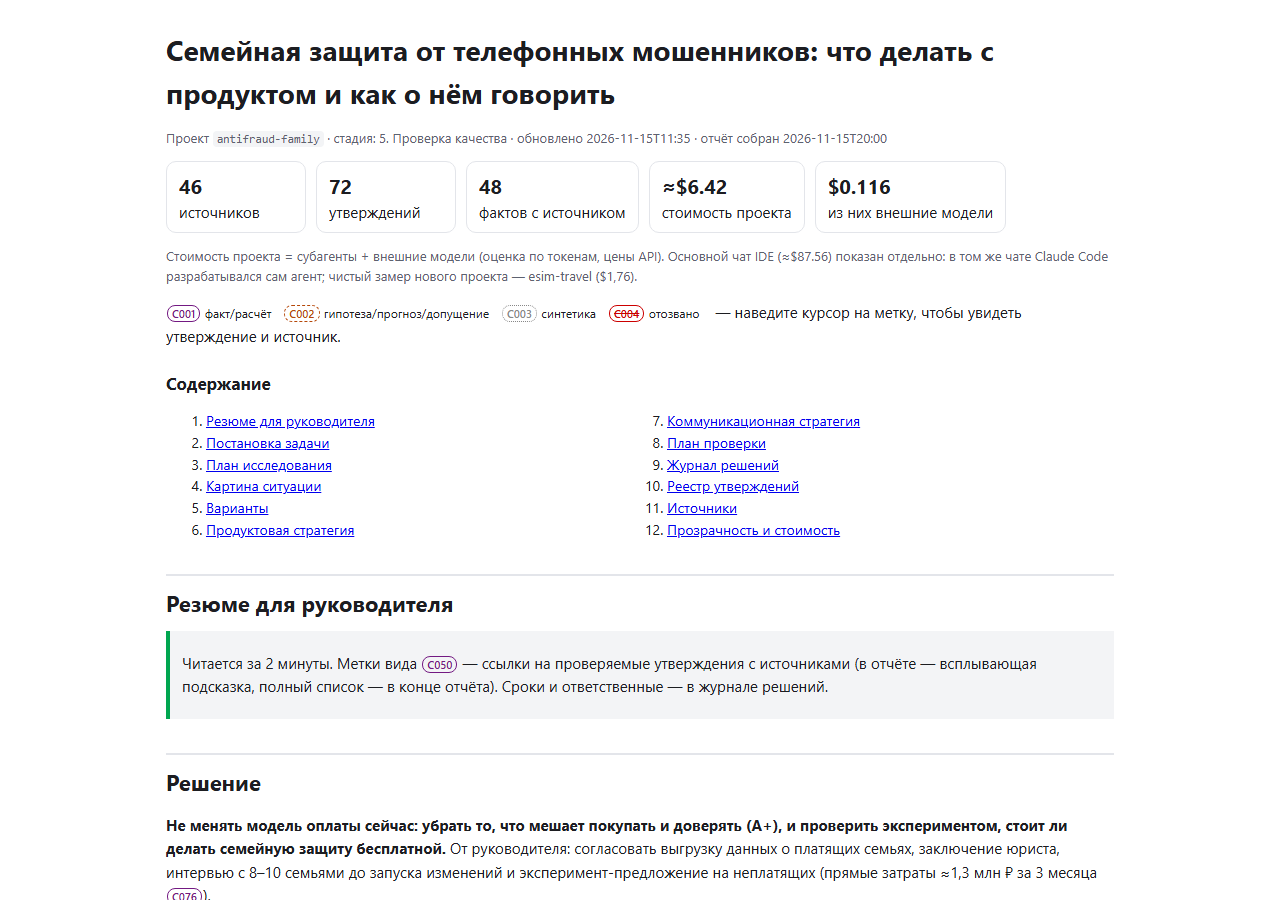 Семейная защита от телефонных мошенников: что делать с
продуктом и как о нём говорить
Проект antifraud-family · стадия: 5. Проверка качества · обновлено 2026-11-15T11:35 · отчёт собран 2026-11-15T20:00
46
источников
72
утверждений
48
фактов с источником
≈$6.42
стоимость проекта
$0.116
из них внешние модели
Стоимость проекта = субагенты + внешние модели (оценка по токенам, цены API). Основной чат IDE (≈$87.56) показан отдельно: в том же чате Claude Code
разрабатывался сам агент; чистый замер нового проекта — esim-travel ($1,76).
C001 факт/расчёт C002 гипотеза/прогноз/допущение C003 синтетика C004 отозвано — наведите курсор на метку, чтобы увидеть
утверждение и источник.
Содержание
1. Резюме для руководителя
2. Постановка задачи
3. План исследования
4. Картина ситуации
5. Варианты
6. Продуктовая стратегия
7. Коммуникационная стратегия
8. План проверки
9. Журнал решений
10. Реестр утверждений
11. Источники
12. Прозрачность и стоимость
Резюме для руководителя
Читается за 2 минуты. Метки вида C050 — ссылки на проверяемые утверждения с источниками (в отчёте — всплывающая
подсказка, полный список — в конце отчёта). Сроки и ответственные — в журнале решений.
Решение
Не менять модель оплаты сейчас: убрать то, что мешает покупать и доверять (А+), и проверить экспериментом, стоит ли
делать семейную защиту бесплатной. От руководителя: согласовать выгрузку данных о платящих семьях, заключение юриста,
интервью с 8–10 семьями до запуска изменений и эксперимент-предложение на неплатящих (прямые затраты ≈1,3 млн ₽ за 3 месяца
C076).